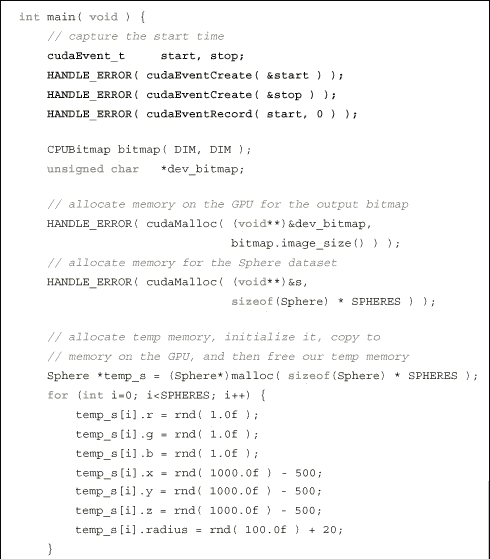 int main( void ) {
// capture the start time
cudaEvent_t     start, stop;
HANDLE_ERROR( cudaEventCreate( &start ) );
HANDLE_ERROR( cudaEventCreate( &stop ) );
HANDLE_ERROR( cudaEventRecord( start, 0 ) );
CPUBitmap bitmap( DIM, DIM );
unsigned char   *dev_bitmap;
// allocate memory on the GPU for the output bitmap
HANDLE_ERROR( cudaMalloc( (void**)&dev_bitmap,
bitmap.image_size() ) );
// allocate memory for the Sphere dataset
HANDLE_ERROR( cudaMalloc( (void**)&s,
sizeof(Sphere) * SPHERES ) );
// allocate temp memory, initialize it, copy to
// memory on the GPU, and then free our temp memory
Sphere *temp_s = (Sphere*)malloc( sizeof(Sphere) * SPHERES );
for (int i=0; i<SPHERES; i++) {
temp_s[i].r = rnd( 1.0f );
temp_s[i].g = rnd( 1.0f );
temp_s[i].b = rnd( 1.0f );
temp_s[i].x = rnd( 1000.0f ) - 500;
temp_s[i].y = rnd( 1000.0f ) - 500;
temp_s[i].z = rnd( 1000.0f ) - 500;
temp_s[i].radius = rnd( 100.0f ) + 20;
}